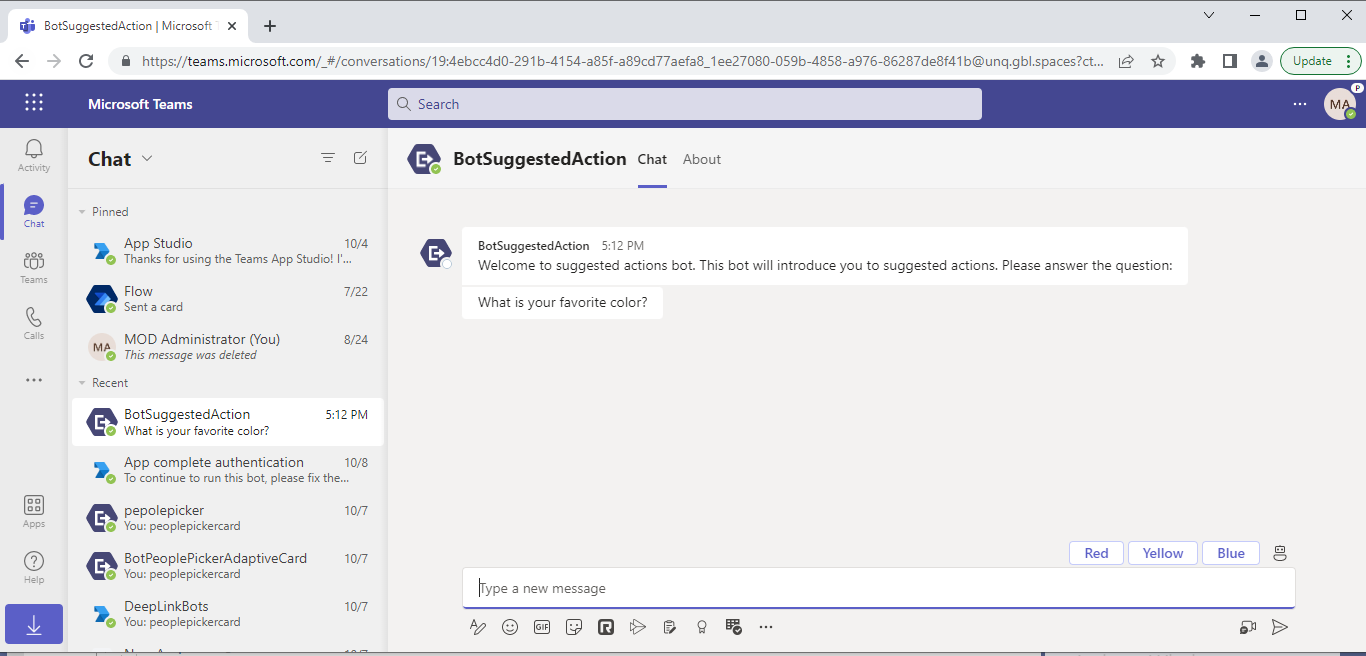 BotSuggestedAction | Microsoft
https://teams.microsoft.com/_#/conversations/19:4ebcc4d0-291b-4154-a85f-a89cd77aefa8_1ee27080-059b-4858-a976-86287de8f41b@unq.gbl.spaces?ct...
Update
Microsoft Teams
Search
MA
P
Activity
Chat
Teams
Calls
Apps
Help
Chat
Pinned
App Studio 10/4
Thanks for using the Teams App Studio! I'...
Flow 7/22
Sent a card
MA
MOD Administrator (You) 8/24
This message was deleted
Recent
BotSuggestedAction 5:12 PM
What is your favorite color?
App complete authentication 10/8
To continue to run this bot, please fix the...
pepolepicker 10/7
You: peoplepickercard
BotPeoplePickerAdaptiveCard 10/7
You: peoplepickercard
DeepLinkBots 10/7
You: peoplepickercard
BotSuggestedAction Chat About
BotSuggestedAction 5:12 PM
Welcome to suggested actions bot. This bot will introduce you to suggested actions. Please answer the question:
What is your favorite color?
Red Yellow Blue
Type a new message
GIF